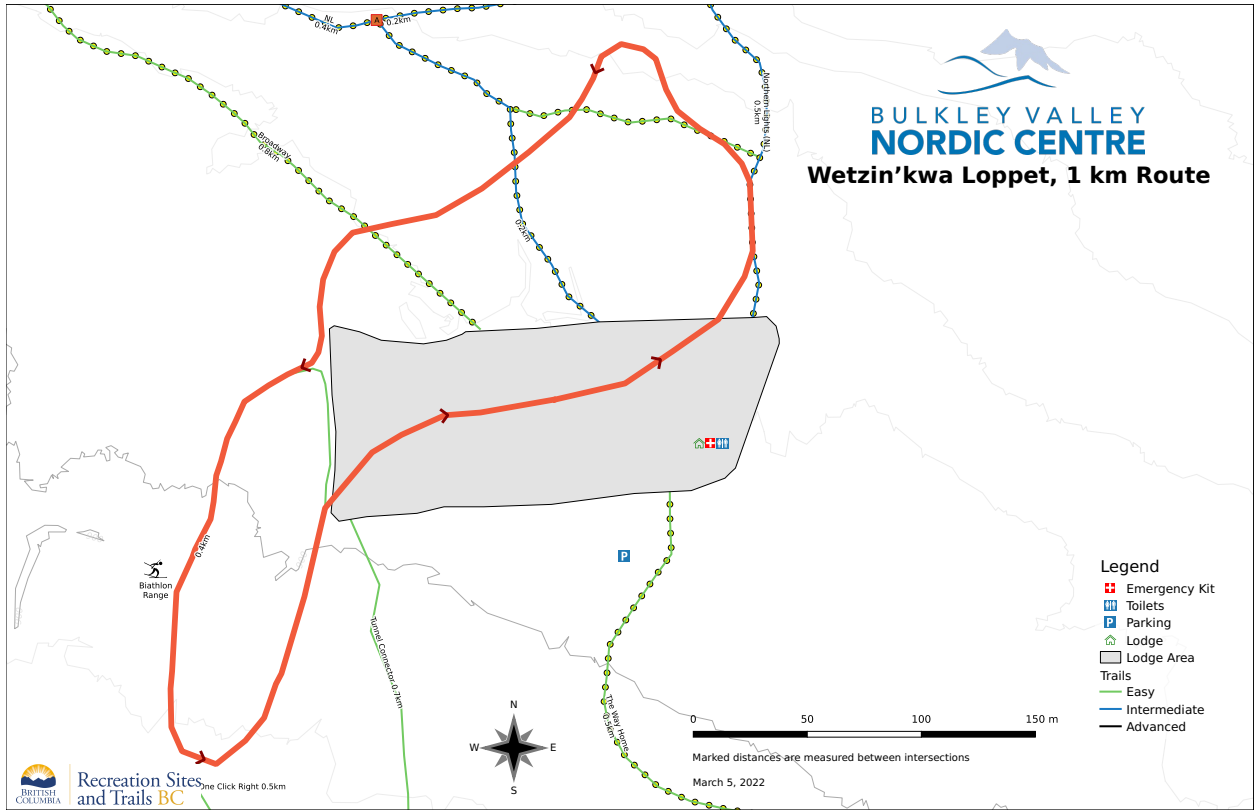 NL
0.4km
A
0.2km
Northern Lights (NL)
0.5km
BULKLEY VALLEY
NORDIC CENTRE
Wetzin’kwa Loppet, 1 km Route
Broadway
0.8km
0.2km
0.4km
Biathlon
Range
P
Tunnel Connector 0.7km
The Way Home
0.5km
Legend
Emergency Kit
Toilets
P Parking
Lodge
Lodge Area
Trails
Easy
Intermediate
Advanced
N
W E
S
0 50 100 150 m
Marked distances are measured between intersections
March 5, 2022
BRITISH
COLUMBIA
Recreation Sites
and Trails BC
One Click Right 0.5km